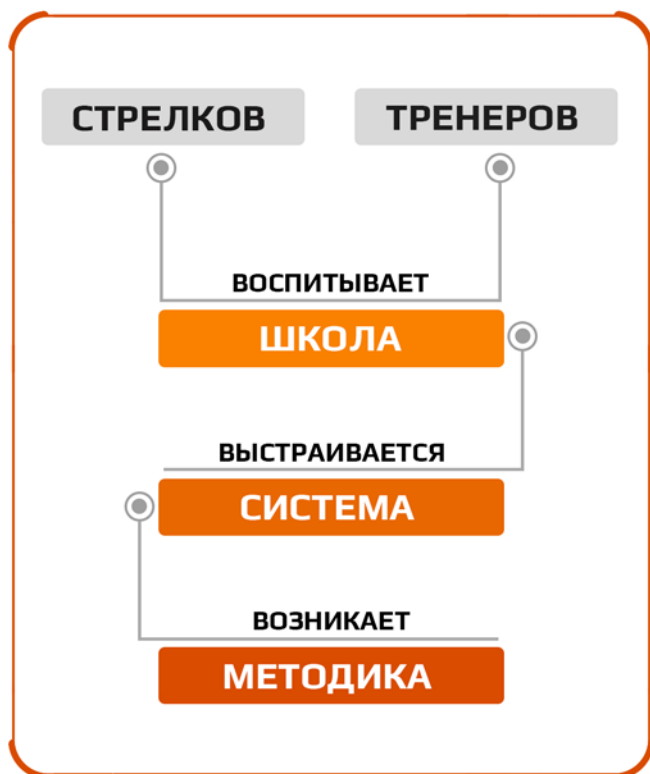 СТРЕЛКОВ ТРЕНЕРОВ
ВОСПИТЫВАЕТ
ШКОЛА
ВЫСТРАИВАЕТСЯ
СИСТЕМА
ВОЗНИКАЕТ
МЕТОДИКА